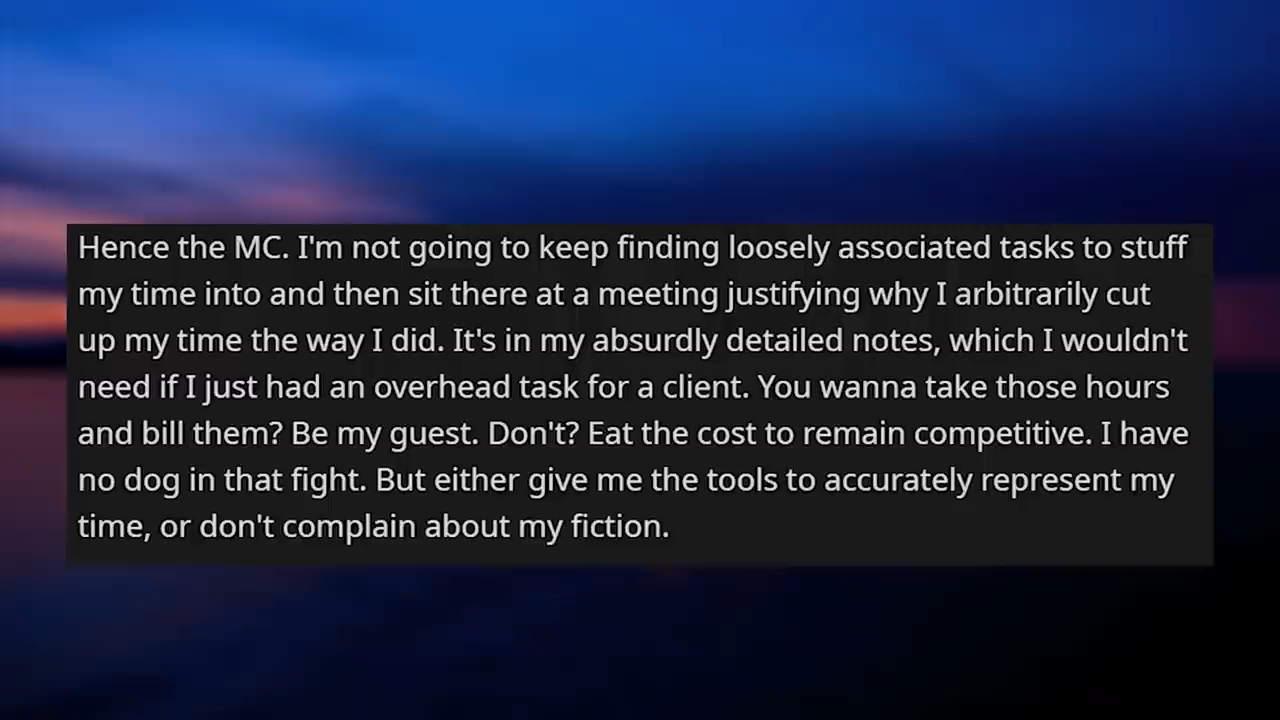 Hence the MC. I'm not going to keep finding loosely associated tasks to stuff
my time into and then sit there at a meeting justifying why I arbitrarily cut
up my time the way I did. It's in my absurdly detailed notes, which I wouldn't
need if I just had an overhead task for a client. You wanna take those hours
and bill them? Be my guest. Don't? Eat the cost to remain competitive. I have
no dog in that fight. But either give me the tools to accurately represent my
time, or don't complain about my fiction.